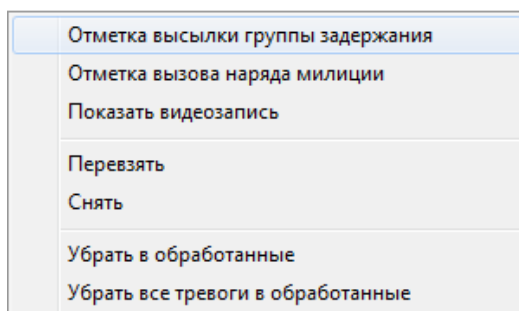 Отметка высылки группы задержания
Отметка вызова наряда милиции
Показать видеозапись
Перевзять
Снять
Убрать в обработанные
Убрать все тревоги в обработанные